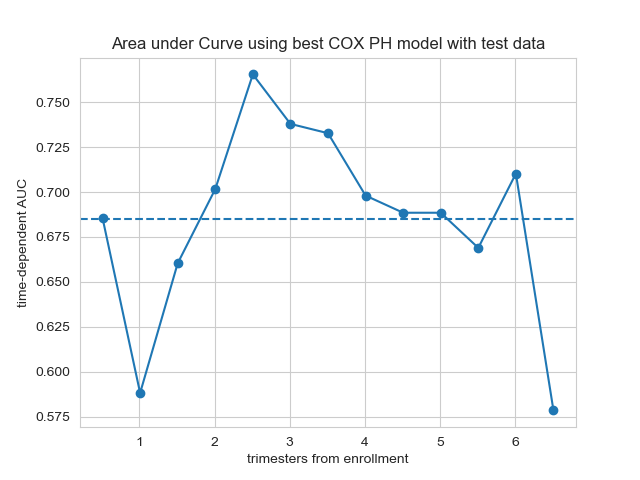 Area under Curve using best COX PH model with test data
time-dependent AUC
0.750
0.725
0.700
0.675
0.650
0.625
0.600
0.575
1 2 3 4 5 6
trimesters from enrollment